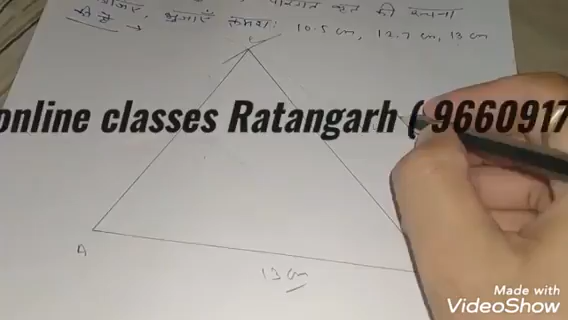 परिगत वृत्त की रचना
की है → भुजाएँ क्रमशः 10.5 cm, 12.7 cm, 13 cm
online classes Ratangarh ( 9660917
A
13 cm
Made with
VideoShow